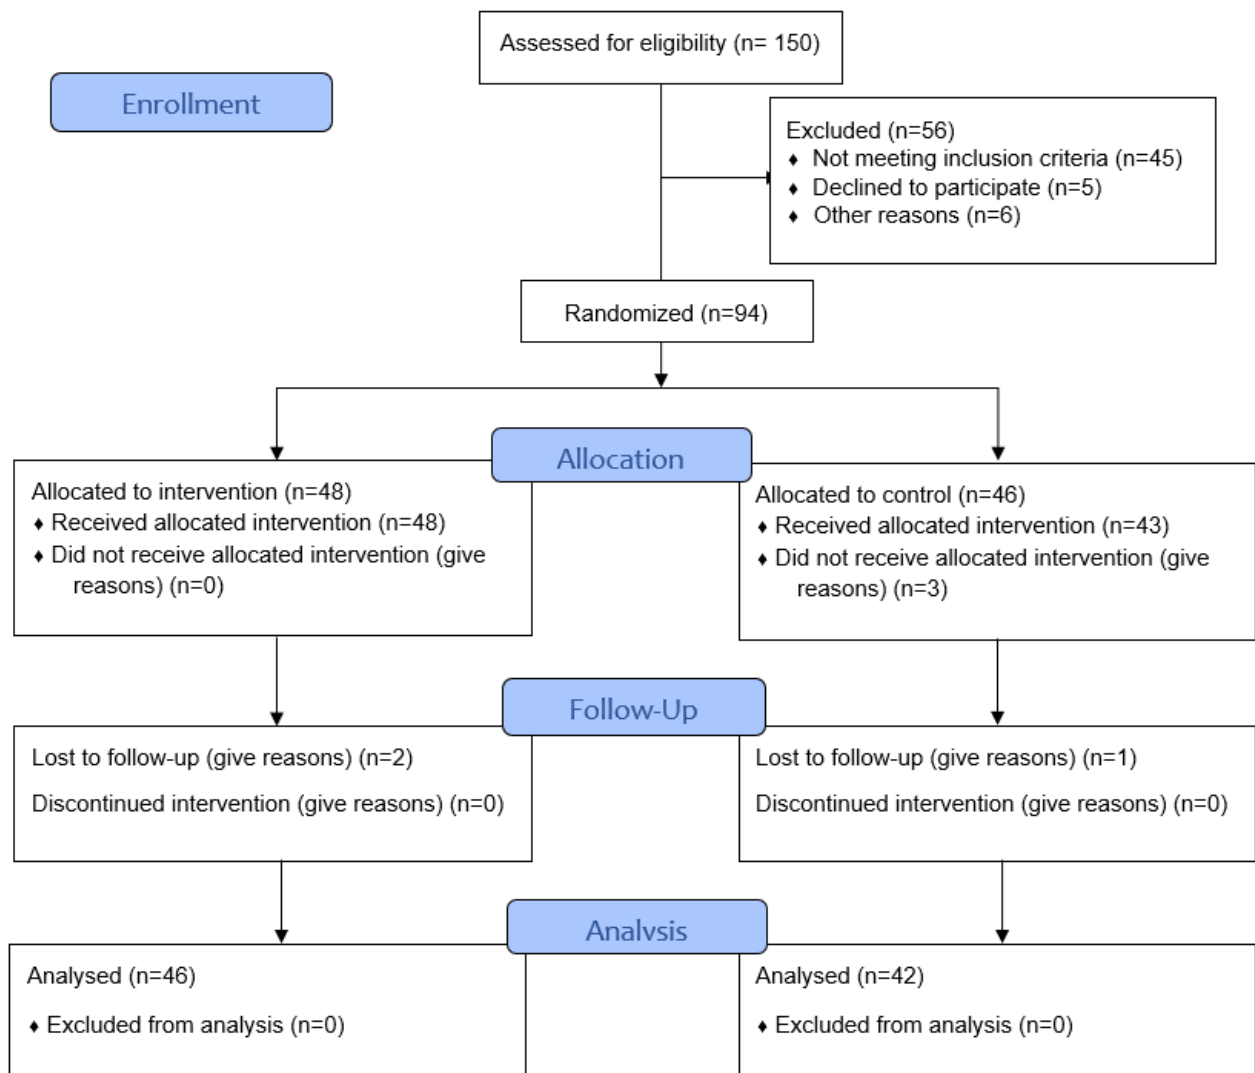 Assessed for eligibility (n= 150)
Enrollment
Excluded (n=56)
♦ Not meeting inclusion criteria (n=45)
♦ Declined to participate (n=5)
♦ Other reasons (n=6)
Randomized (n=94)
Allocation
Allocated to intervention (n=48)
♦ Received allocated intervention (n=48)
♦ Did not receive allocated intervention (give
reasons) (n=0)
Allocated to control (n=46)
♦ Received allocated intervention (n=43)
♦ Did not receive allocated intervention (give
reasons) (n=3)
Follow-Up
Lost to follow-up (give reasons) (n=2)
Discontinued intervention (give reasons) (n=0)
Lost to follow-up (give reasons) (n=1)
Discontinued intervention (give reasons) (n=0)
Analysis
Analysed (n=46)
♦ Excluded from analysis (n=0)
Analysed (n=42)
♦ Excluded from analysis (n=0)